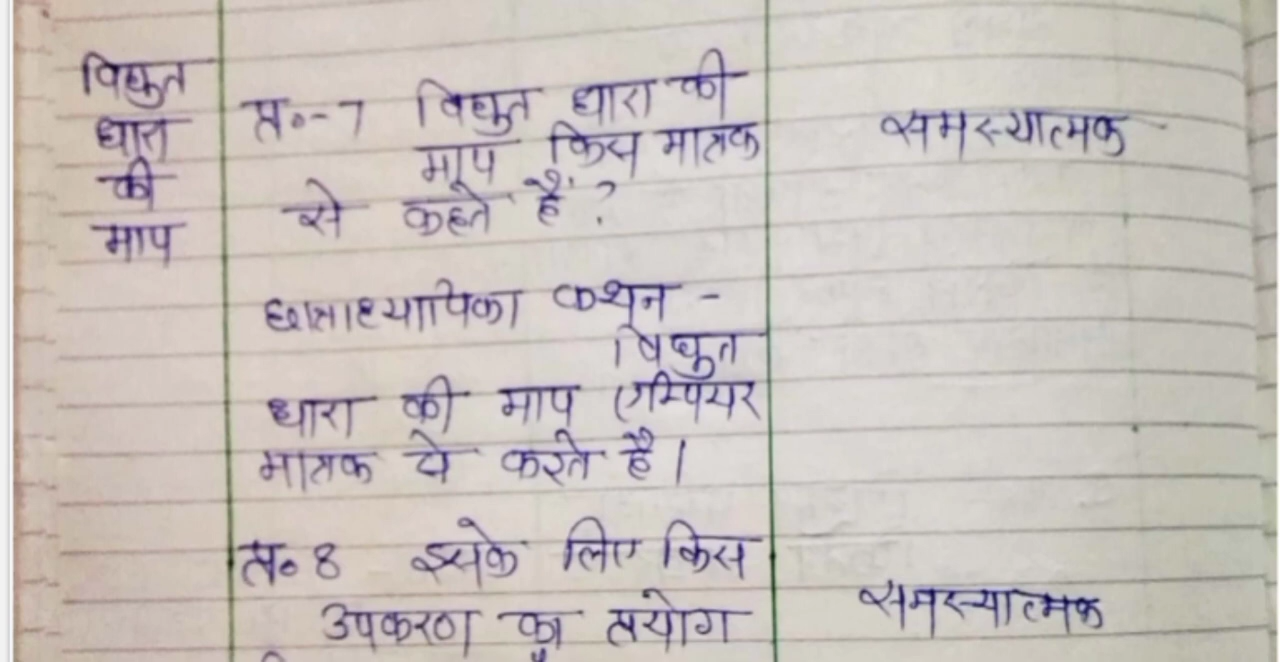 विद्युत
धारा
की
माप
प्र०-7 विद्युत धारा की
माप किस मात्रक
से कहते हैं ?
समस्यात्मक
छात्राध्यापिका कथन -
विद्युत
धारा की माप एम्पियर
मात्रक से करते है।
प्र० 8 इसके लिए किस
उपकरण का प्रयोग
समस्यात्मक